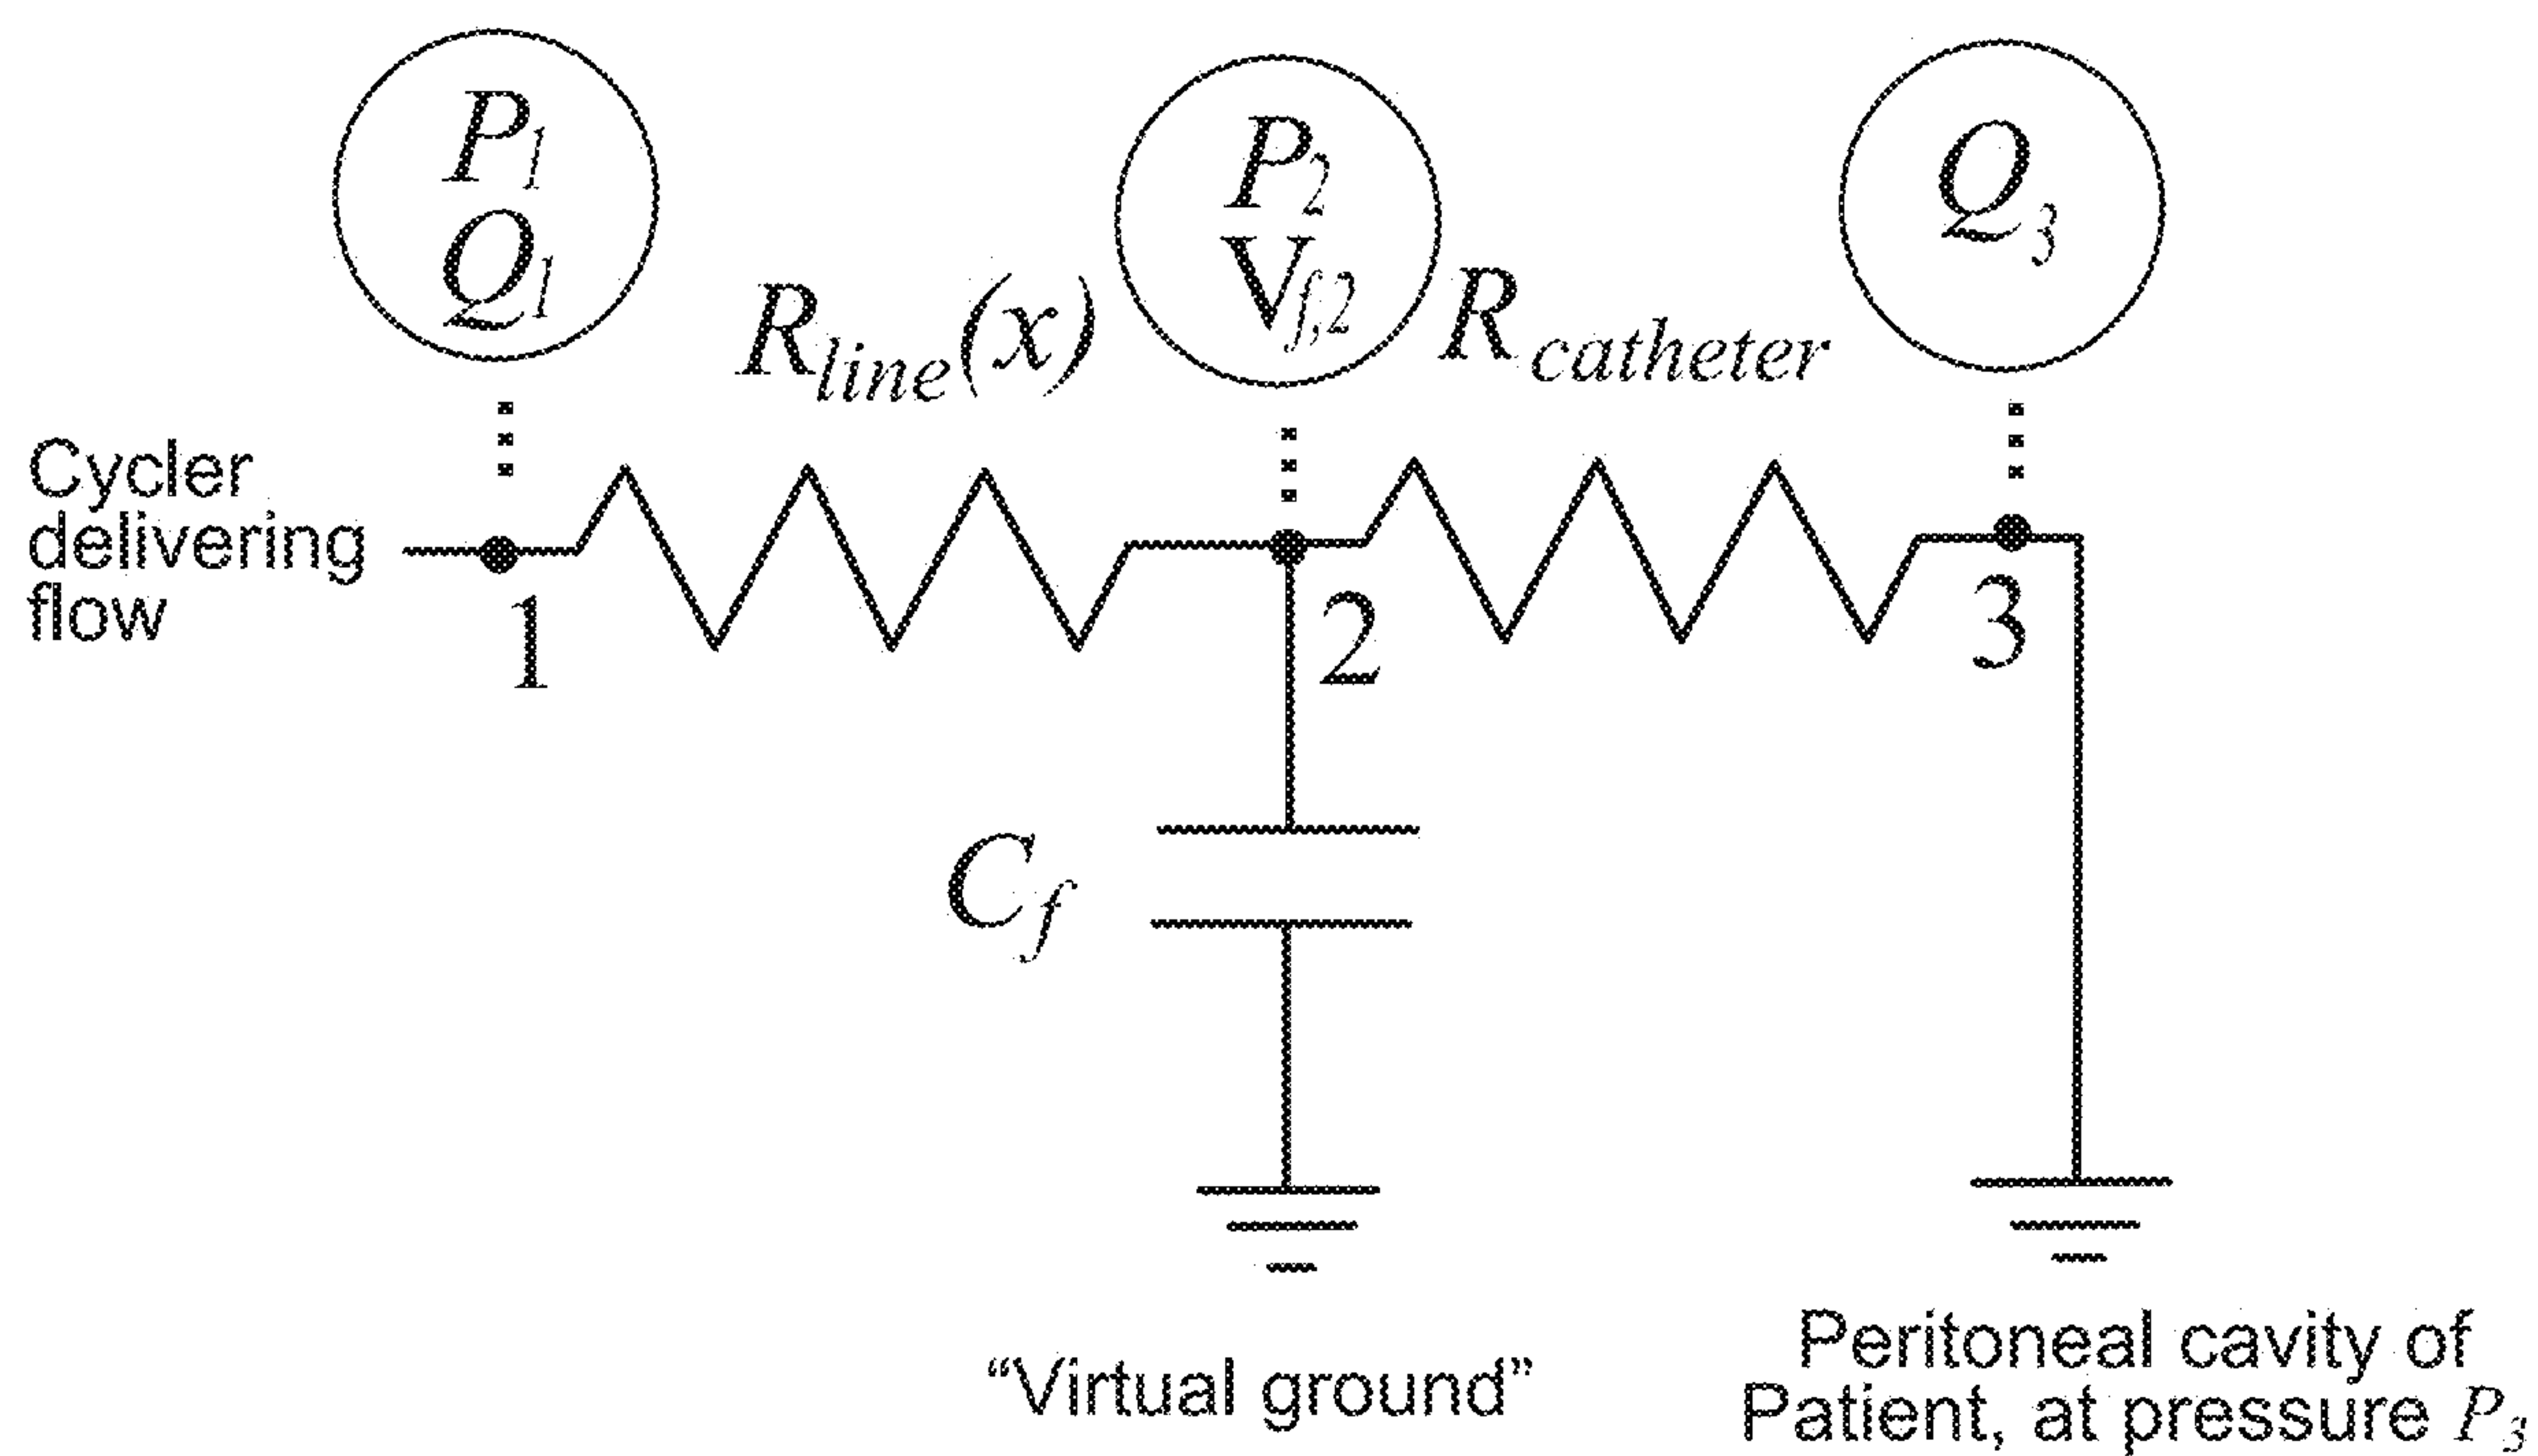 P1
Q1
Rline(x)
P2
Vf,2
Rcatheter
Q3
Cycler
delivering
flow
1
2
3
Cf
“Virtual ground”
Peritoneal cavity of
Patient, at pressure P3